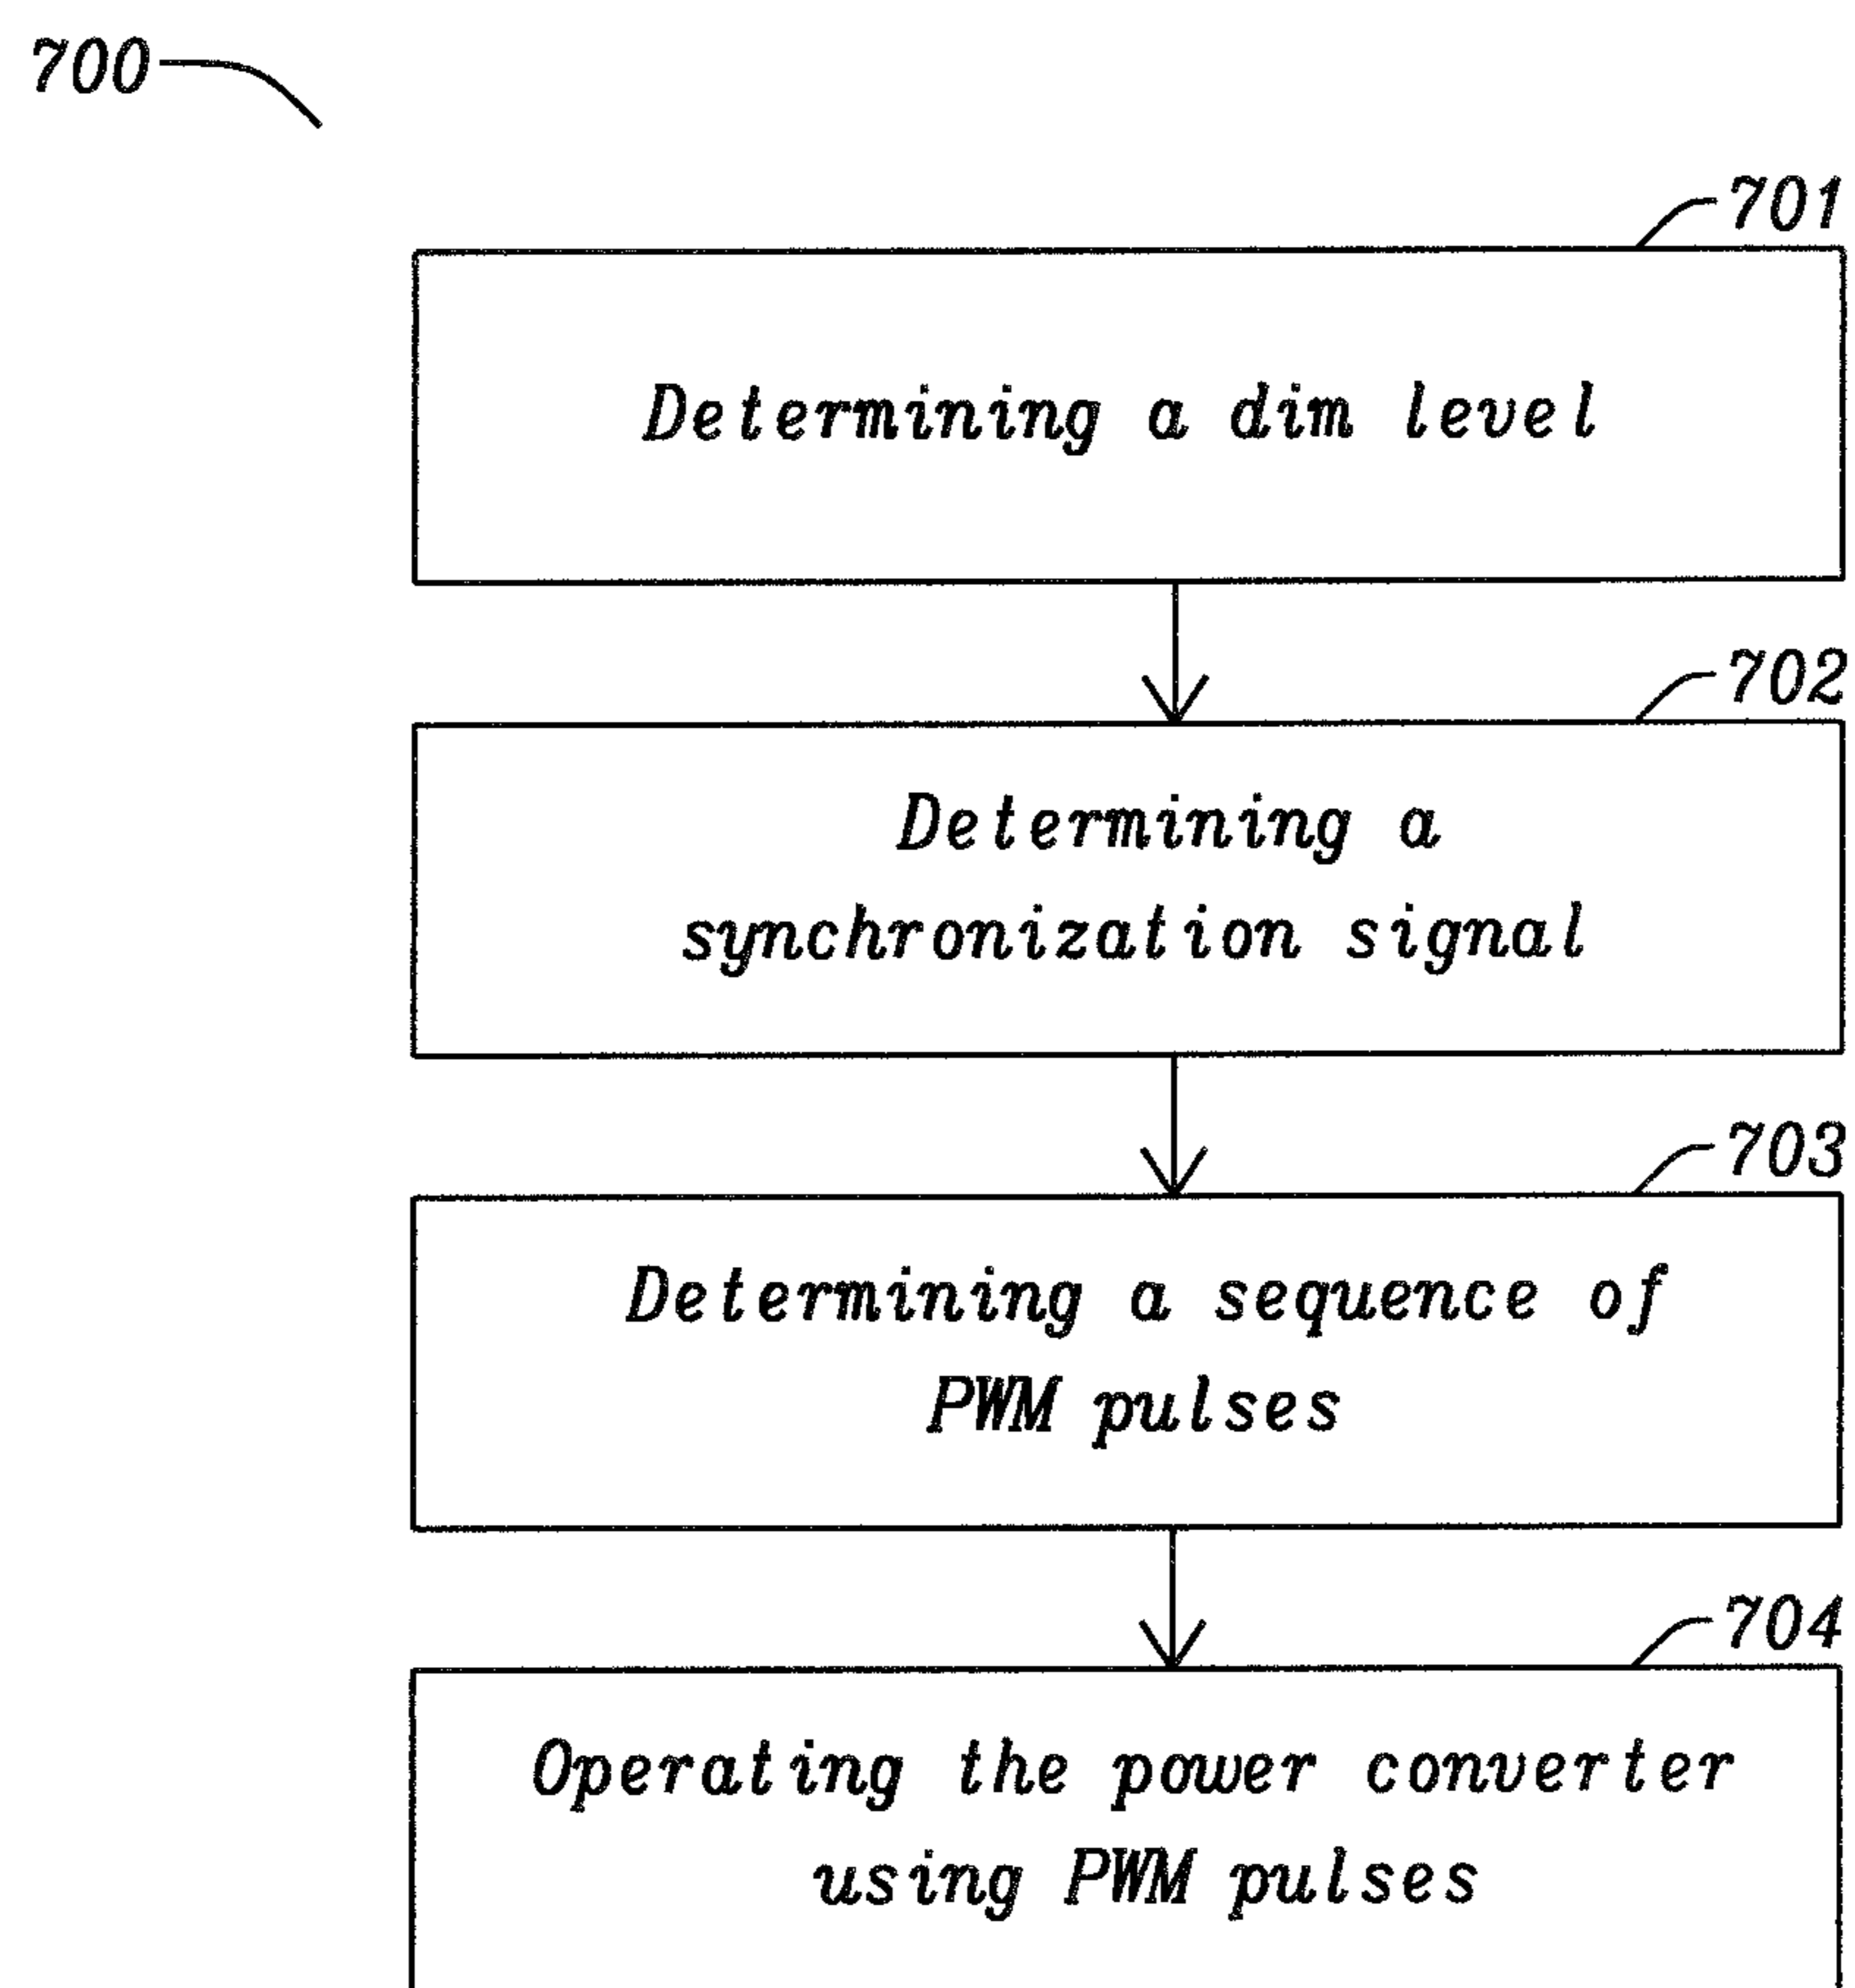 700
701
Determining a dim level
702
Determining a
synchronization signal
703
Determining a sequence of
PWM pulses
704
Operating the power converter
using PWM pulses